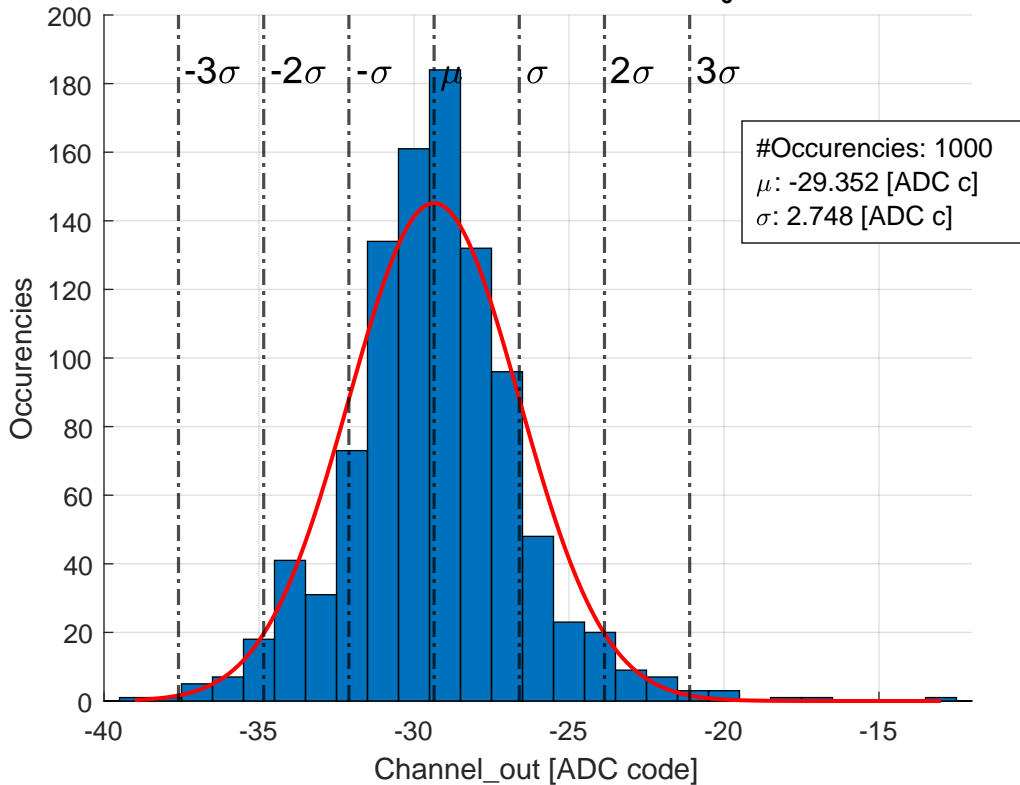 200
180
160
140
120
100
80
60
40
20
0
Occurencies
-3σ
-2σ
-σ
μ
σ
2σ
3σ
#Occurencies: 1000
μ: -29.352 [ADC c]
σ: 2.748 [ADC c]
-40
-35
-30
-25
-20
-15
Channel_out [ADC code]